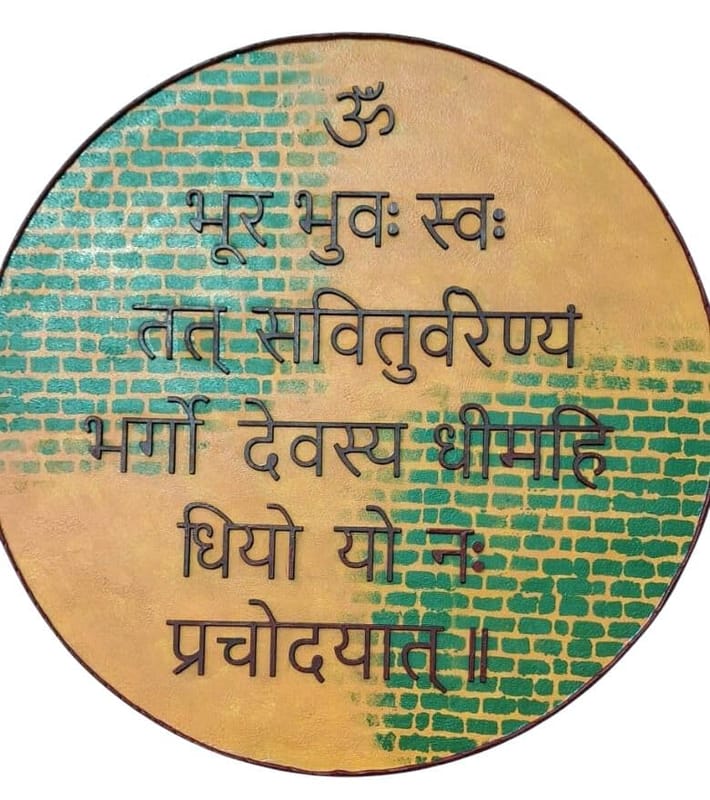 ॐ
भूर भुवः स्वः
तत् सवितुर्वरेण्यं
भर्गो देवस्य धीमहि
धियो यो नः
प्रचोदयात् ॥